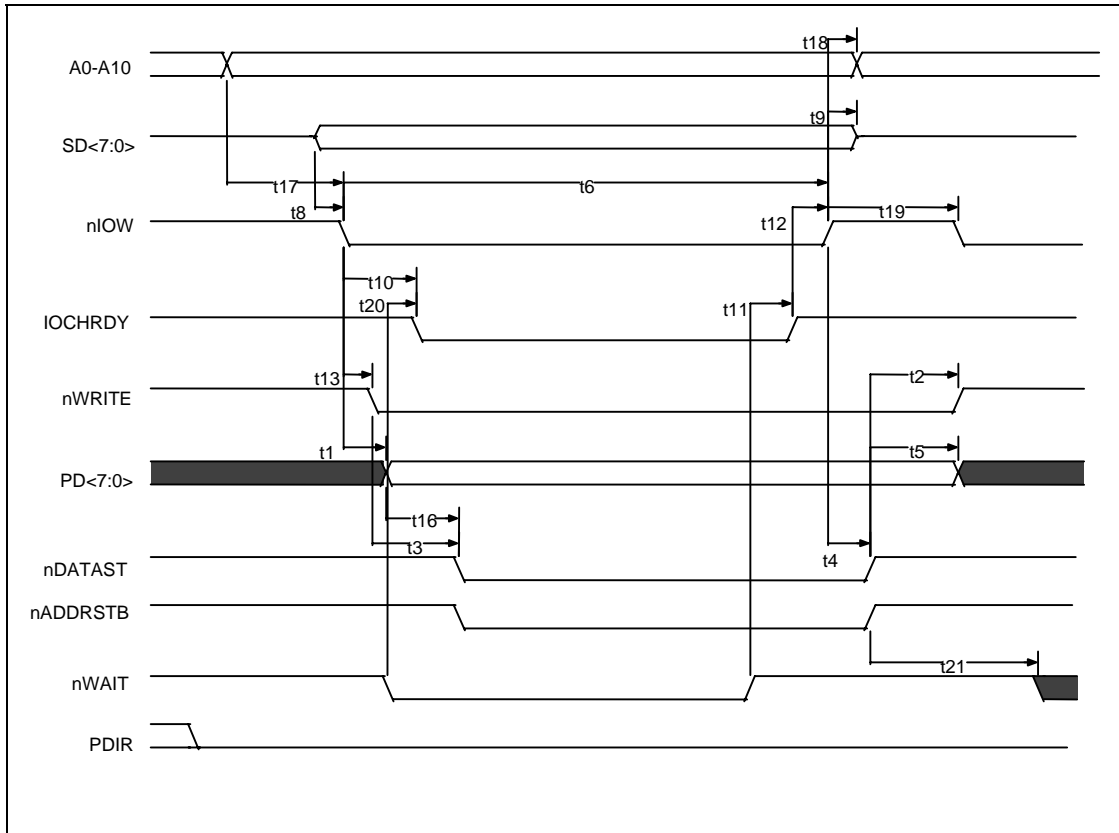 t18
A0-A10
t9
SD<7:0>
t17
t6
t8
t12
t19
nIOW
t10
t20
t11
IOCHRDY
t13
t2
nWRITE
t1
t5
PD<7:0>
t16
t3
t4
nDATAST
nADDRSTB
t21
nWAIT
PDIR